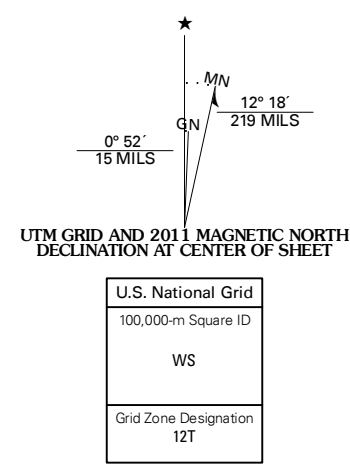 MN
12° 18´
219 MILS
GN
0° 52´
15 MILS
UTM GRID AND 2011 MAGNETIC NORTH
DECLINATION AT CENTER OF SHEET
U.S. National Grid
100,000-m Square ID
WS
Grid Zone Designation
12T